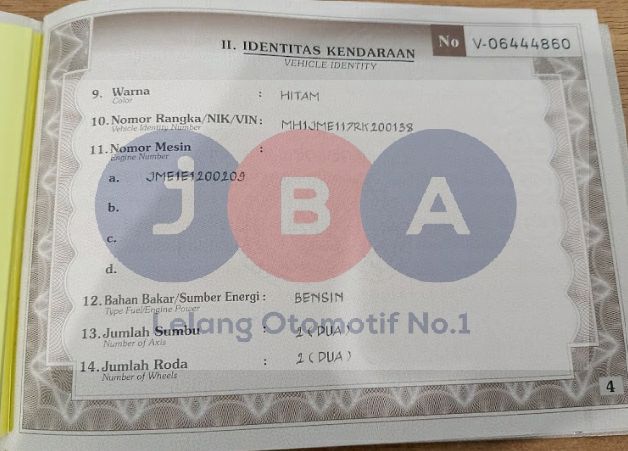 II. IDENTITAS KENDARAAN
VEHICLE IDENTITY
No V-06444860
9. Warna : HITAM
Color
10. Nomor Rangka/NIK/VIN: MH1JME117RK200138
Vehicle Identity Number
11. Nomor Mesin :
Engine Number
a. JME1E1200209
b.
c.
d.
12. Bahan Bakar/Sumber Energi : BENSIN
Type Fuel/Engine Power
13. Jumlah Sumbu : 2 (DUA)
Number of Axis
14. Jumlah Roda : 2 (DUA)
Number of Wheels
4
JBA
Lelang Otomotif No.1